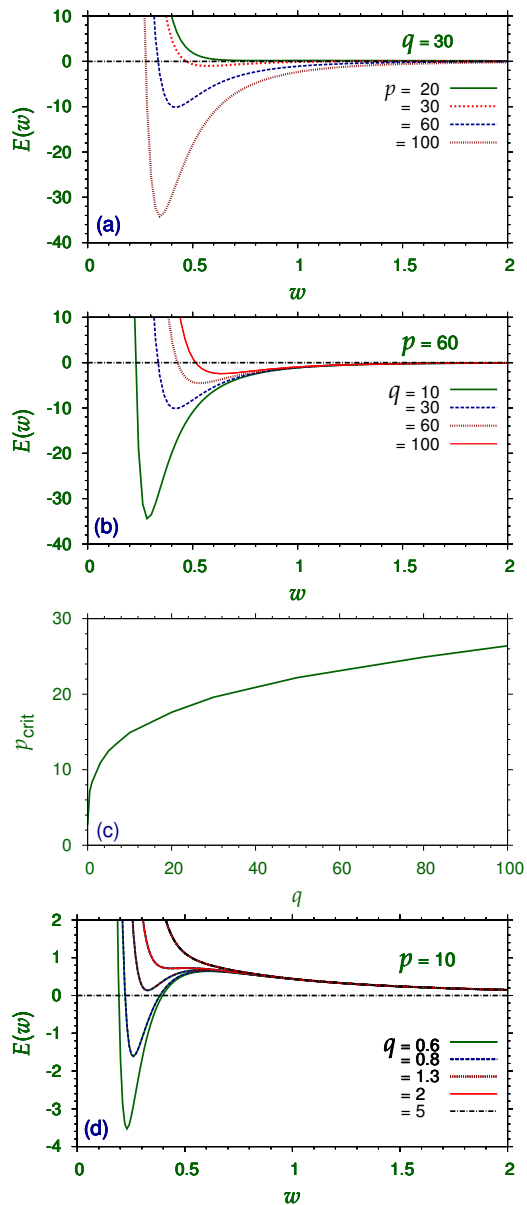 10
0
-10
-20
-30
-40
E(w)
q = 30
p = 20
= 30
= 60
= 100
(a)
0 0.5 1 1.5 2
w
10
0
-10
-20
-30
-40
E(w)
p = 60
q = 10
= 30
= 60
= 100
(b)
0 0.5 1 1.5 2
w
30
20
10
0
p crit
(c)
0 20 40 60 80 100
q
2
1
0
-1
-2
-3
-4
E(w)
p = 10
q = 0.6
= 0.8
= 1.3
= 2
= 5
(d)
0 0.5 1 1.5 2
w